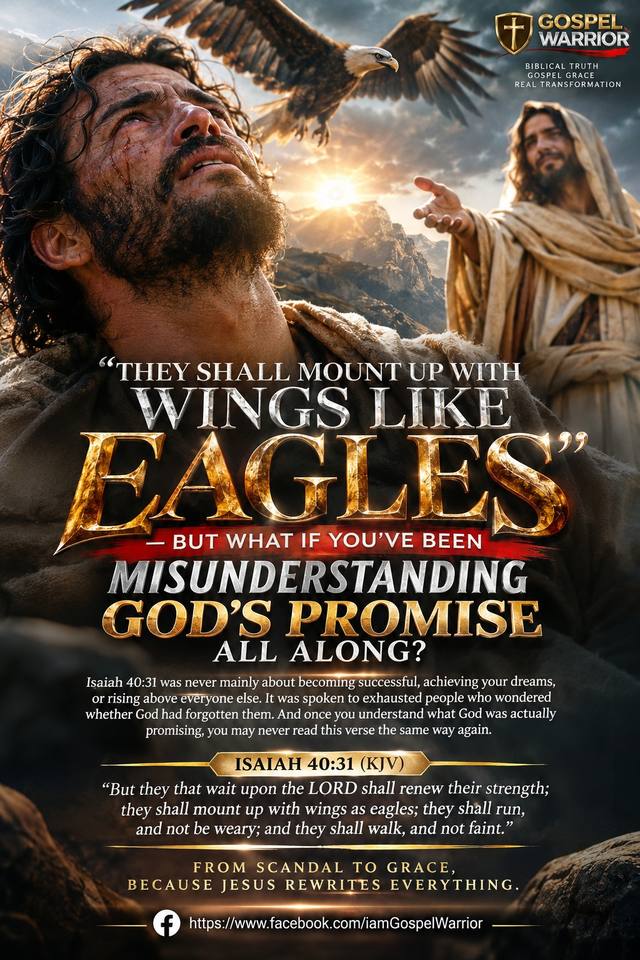 GOSPEL
WARRIOR
BIBLICAL TRUTH
GOSPEL GRACE
REAL TRANSFORMATION
“THEY SHALL MOUNT UP WITH
WINGS LIKE
EAGLES”
— BUT WHAT IF YOU’VE BEEN
MISUNDERSTANDING
GOD’S PROMISE
ALL ALONG?
Isaiah 40:31 was never mainly about becoming successful, achieving your dreams,
or rising above everyone else. It was spoken to exhausted people who wondered
whether God had forgotten them. And once you understand what God was actually
promising, you may never read this verse the same way again.
ISAIAH 40:31 (KJV)
“But they that wait upon the LORD shall renew their strength;
they shall mount up with wings as eagles; they shall run,
and not be weary; and they shall walk, and not faint.”
FROM SCANDAL TO GRACE,
BECAUSE JESUS REWRITES EVERYTHING.
https://www.facebook.com/iamGospelWarrior